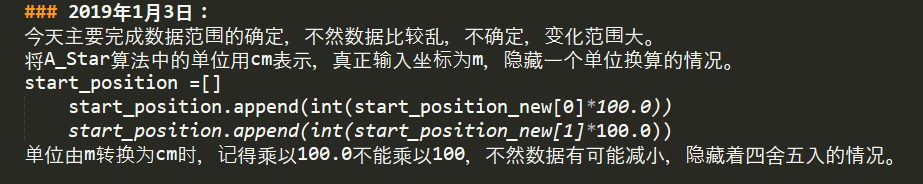 ### 2019年1月3日：
今天主要完成数据范围的确定，不然数据比较乱，不确定，变化范围大。
将A_Star算法中的单位用cm表示，真正输入坐标为m，隐藏一个单位换算的情况。
start_position =[]
    start_position.append(int(start_position_new[0]*100.0))
    start_position.append(int(start_position_new[1]*100.0))
单位由m转换为cm时，记得乘以100.0不能乘以100，不然数据有可能减小，隐藏着四舍五入的情况。